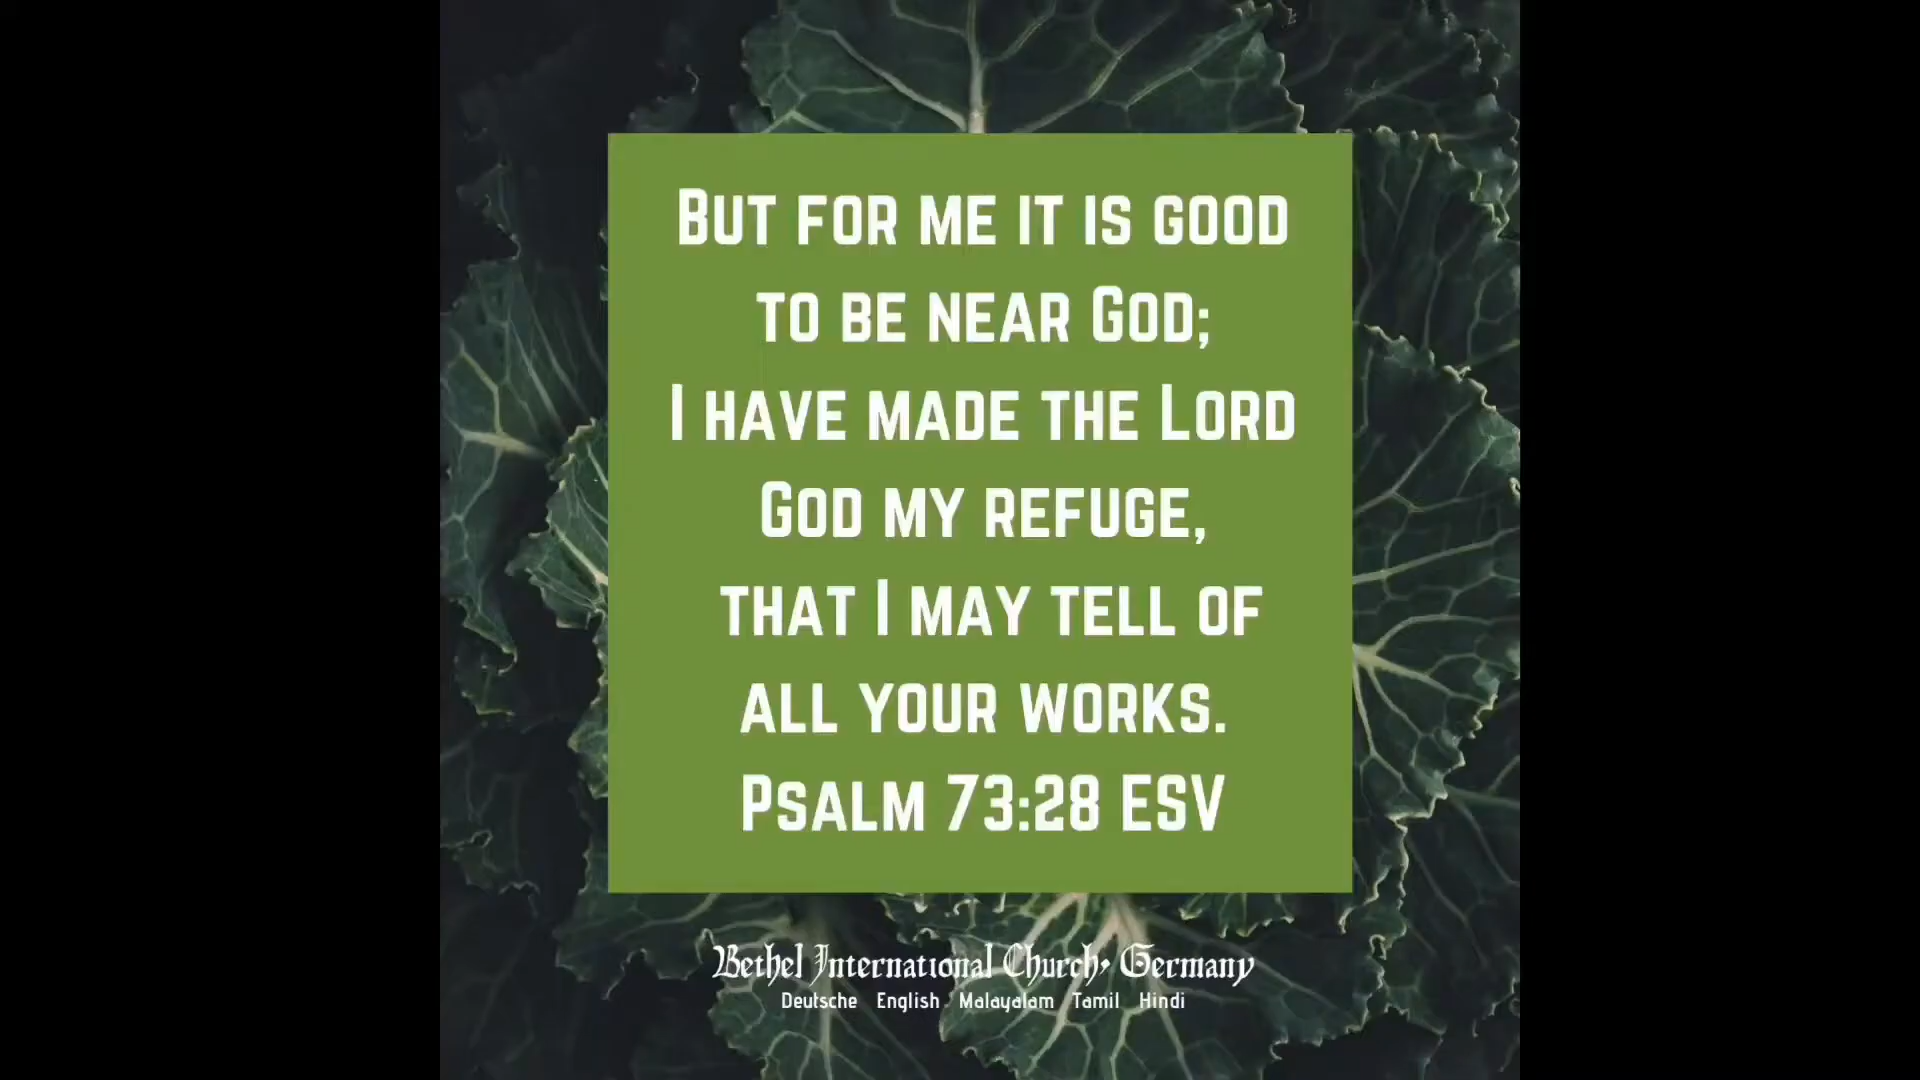 But for me it is good
to be near God;
I have made the Lord
God my refuge,
that I may tell of
all your works.
Psalm 73:28 ESV
Bethel International Church, Germany
Deutsche English Malayalam Tamil Hindi